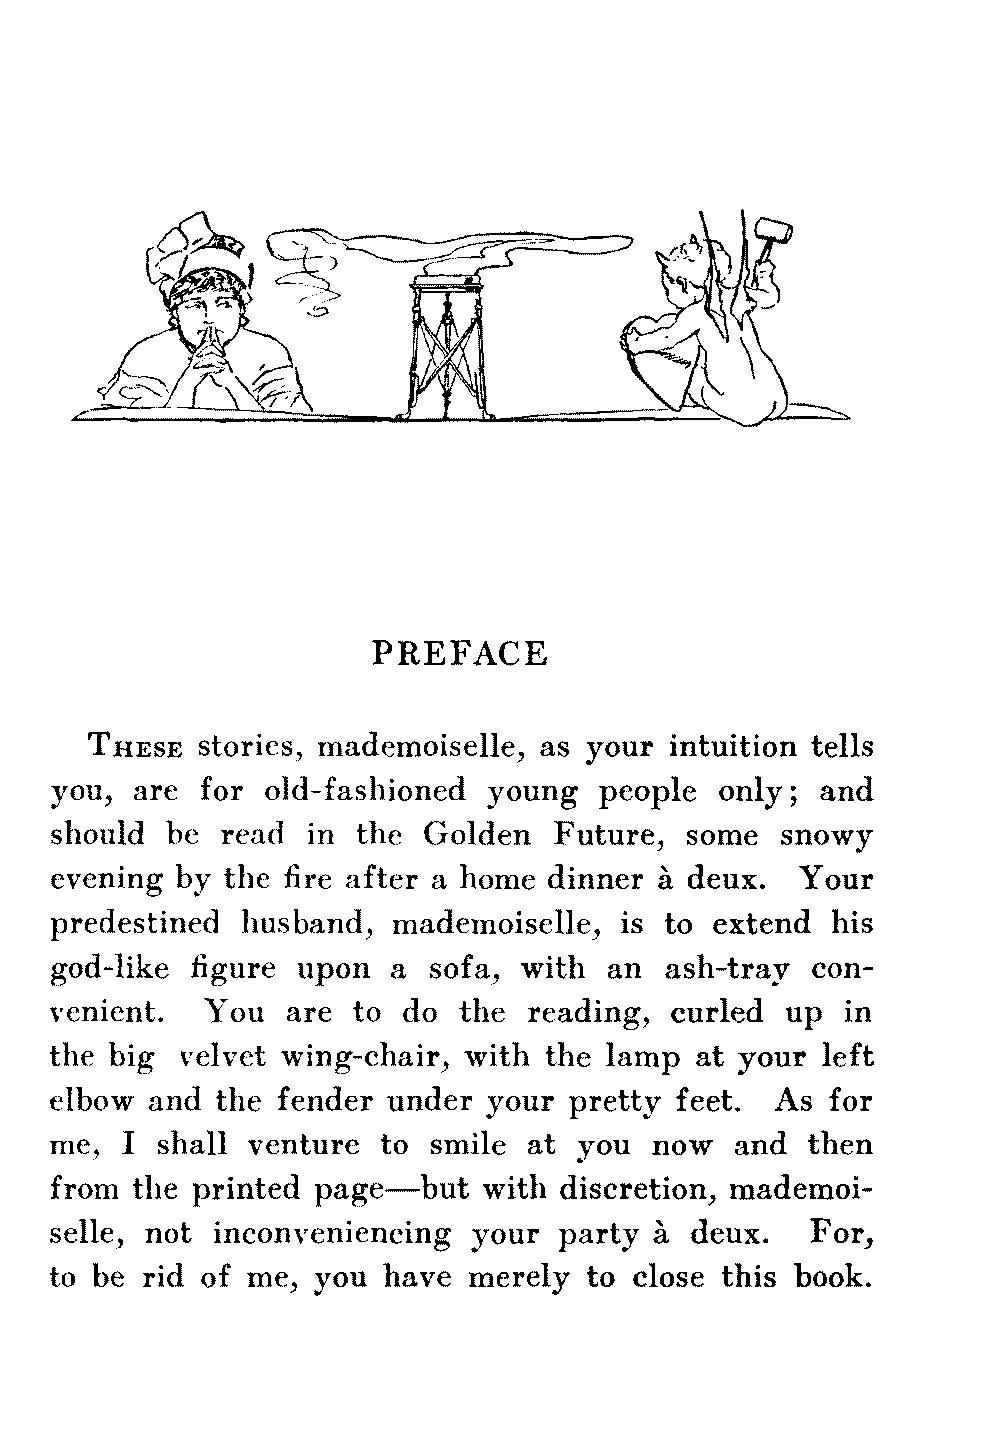 PREFACE
These stories, mademoiselle, as your intuition tells
you, are for old-fashioned young people only; and
should be read in the Golden Future, some snowy
evening by the fire after a home dinner à deux. Your
predestined husband, mademoiselle, is to extend his
god-like figure upon a sofa, with an ash-tray con-
venient. You are to do the reading, curled up in
the big velvet wing-chair, with the lamp at your left
elbow and the fender under your pretty feet. As for
me, I shall venture to smile at you now and then
from the printed page—but with discretion, mademoi-
selle, not inconveniencing your party à deux. For,
to be rid of me, you have merely to close this book.